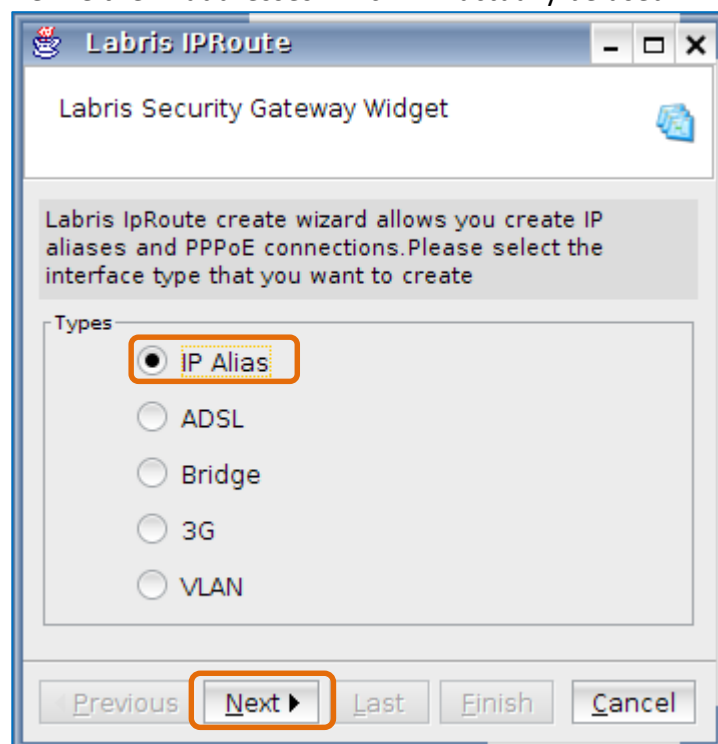 Labris IPRoute
Labris Security Gateway Widget
Labris IpRoute create wizard allows you create IP
aliases and PPPoE connections.Please select the
interface type that you want to create
Types
IP Alias
ADSL
Bridge
3G
VLAN
Previous Next Last Finish Cancel